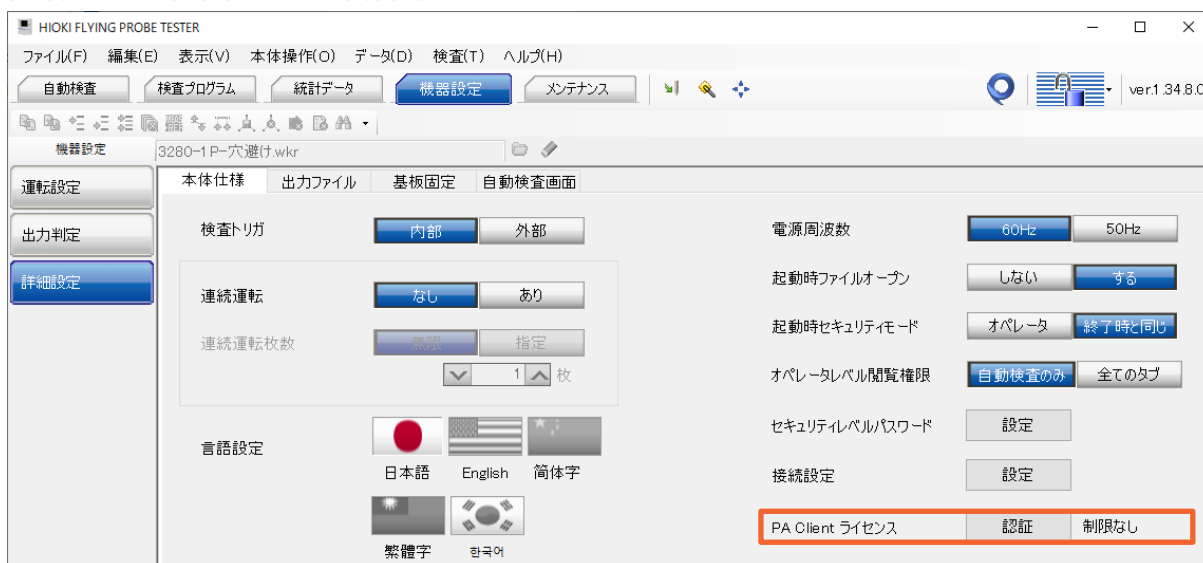 HIOKI FLYING PROBE TESTER
ファイル(F) 編集(E) 表示(V) 本体操作(O) データ(D) 検査(T) ヘルプ(H)
自動検査 検査プログラム 統計データ 機器設定 メンテナンス ver.1.34.8.0
機器設定 3280-1P-穴避け.wkr
運転設定 本体仕様 出力ファイル 基板固定 自動検査画面
出力判定 検査トリガ 内部 外部 電源周波数 60Hz 50Hz
詳細設定 起動時ファイルオープン しない する
連続運転 なし あり
起動時セキュリティモード オペレータ 終了時と同じ
連続運転枚数 無限 指定
1 枚 オペレータレベル閲覧権限 自動検査のみ 全てのタブ
セキュリティレベルパスワード 設定
言語設定
日本語 English 简体字 接続設定 設定
PA Client ライセンス 認証 制限なし
繁體字 한국어